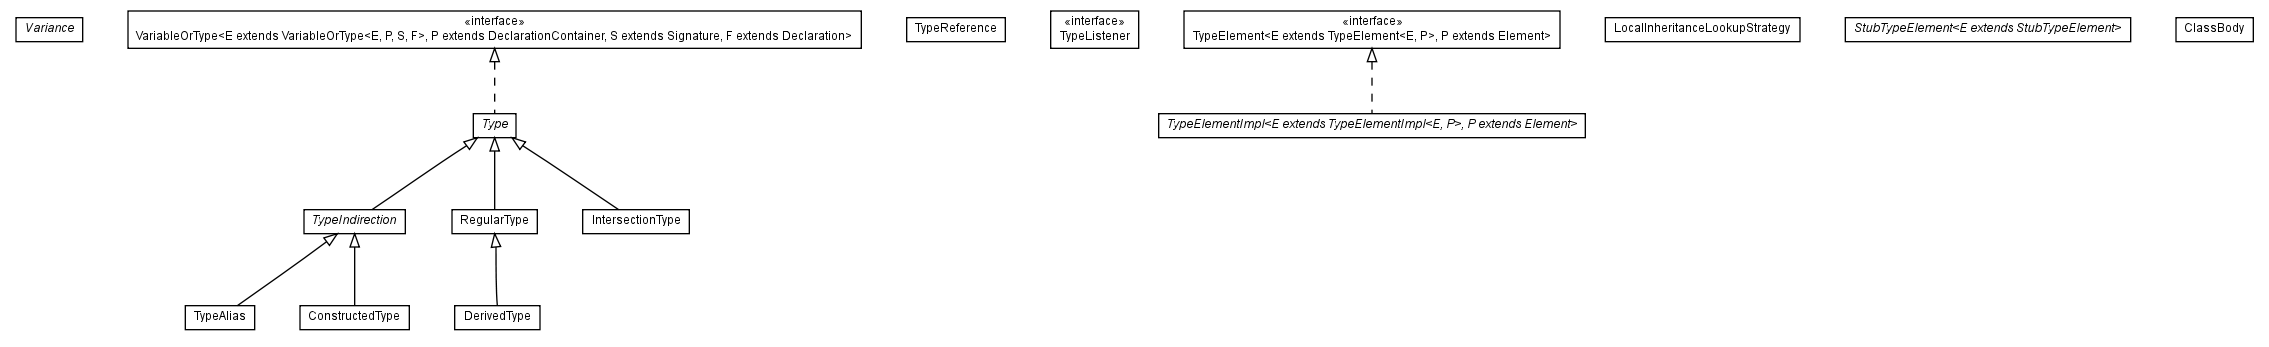 Variance
«interface»
VariableOrType<E extends VariableOrType<E, P, S, F>, P extends DeclarationContainer, S extends Signature, F extends Declaration>
TypeReference
«interface»
TypeListener
«interface»
TypeElement<E extends TypeElement<E, P>, P extends Element>
LocalInheritanceLookupStrategy
StubTypeElement<E extends StubTypeElement>
ClassBody
Type
TypeElementImpl<E extends TypeElementImpl<E, P>, P extends Element>
TypeIndirection
RegularType
IntersectionType
TypeAlias
ConstructedType
DerivedType